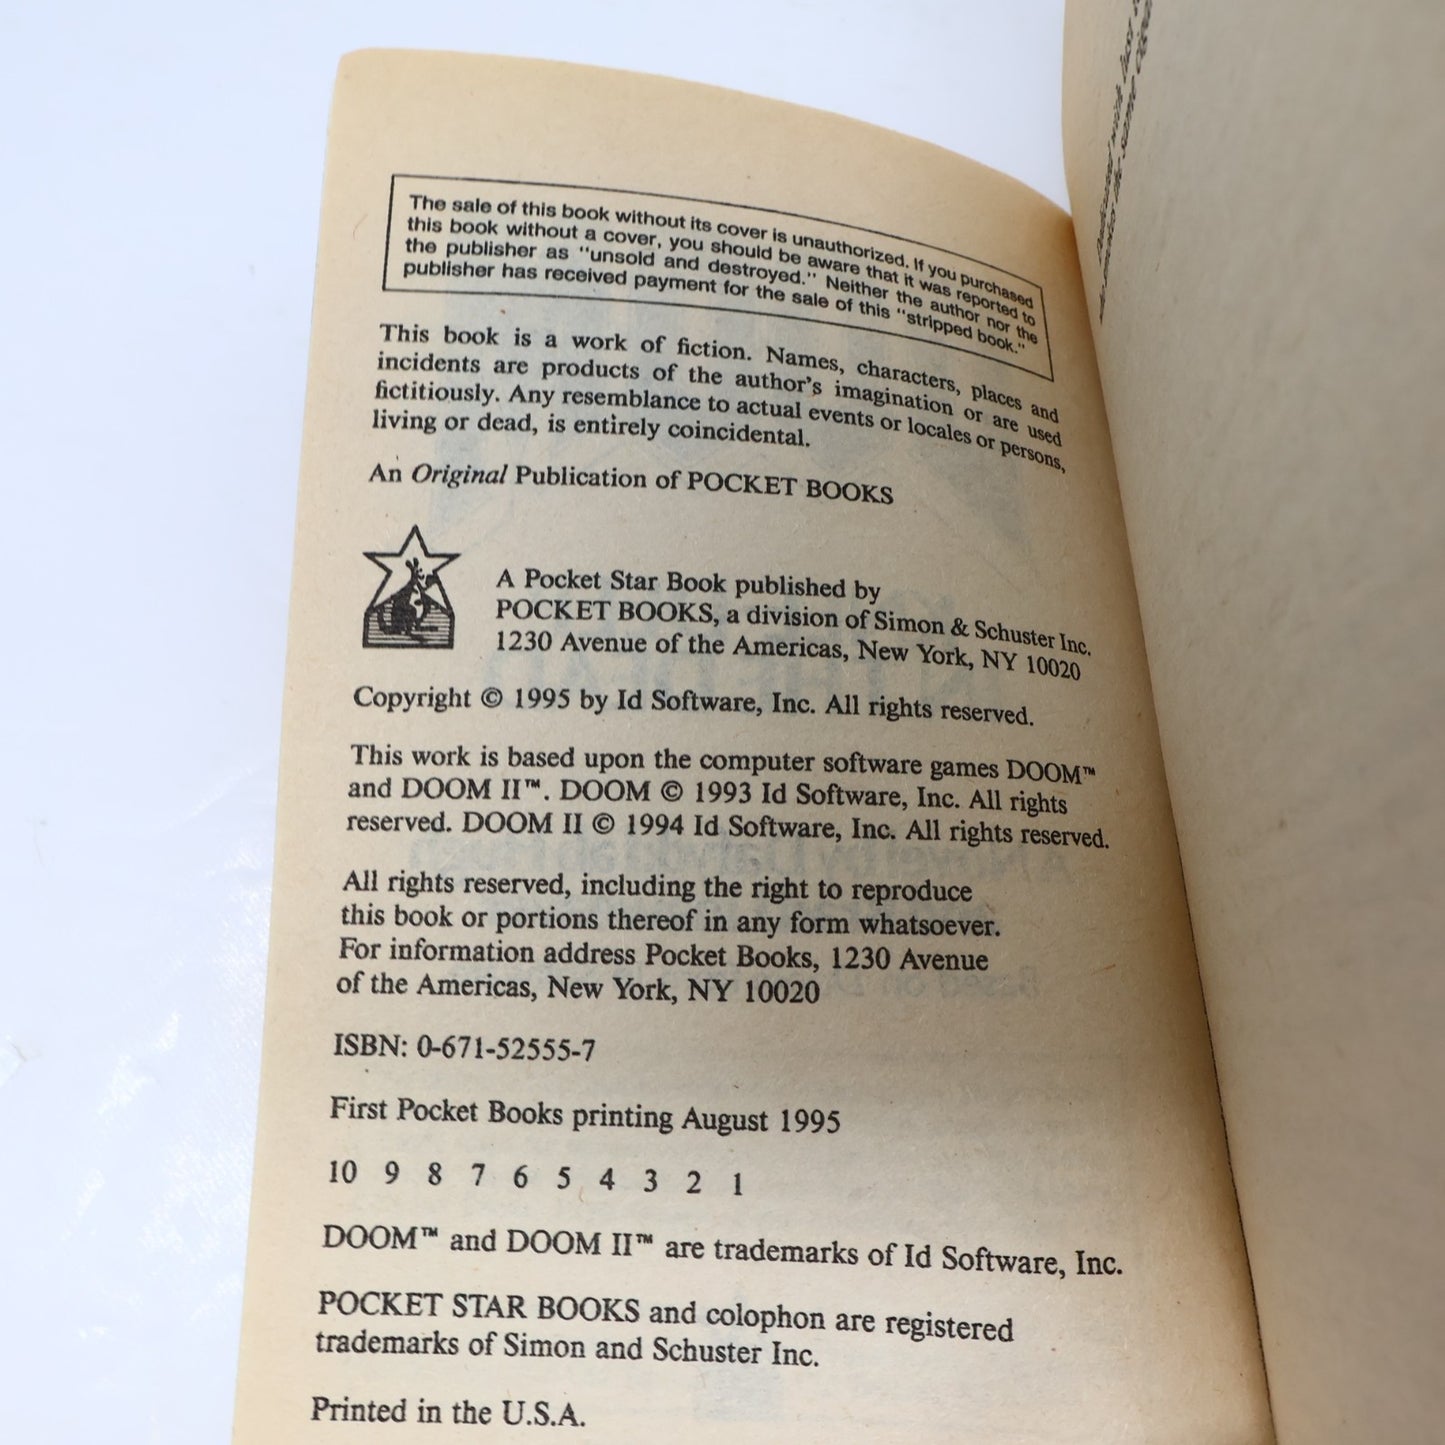 The sale of this book without its cover is unauthorized. If you purchased
this book without a cover, you should be aware that it was reported to
the publisher as "unsold and destroyed." Neither the author nor the
publisher has received payment for the sale of this "stripped book."
This book is a work of fiction. Names, characters, places and
incidents are products of the author's imagination or are used
fictitiously. Any resemblance to actual events or locales or persons,
living or dead, is entirely coincidental.
An Original Publication of POCKET BOOKS
A Pocket Star Book published by
POCKET BOOKS, a division of Simon & Schuster Inc.
1230 Avenue of the Americas, New York, NY 10020
Copyright © 1995 by Id Software, Inc. All rights reserved.
This work is based upon the computer software games DOOM™
and DOOM II™. DOOM © 1993 Id Software, Inc. All rights
reserved. DOOM II © 1994 Id Software, Inc. All rights reserved.
All rights reserved, including the right to reproduce
this book or portions thereof in any form whatsoever.
For information address Pocket Books, 1230 Avenue
of the Americas, New York, NY 10020
ISBN: 0-671-52555-7
First Pocket Books printing August 1995
10 9 8 7 6 5 4 3 2 1
DOOM™ and DOOM II™ are trademarks of Id Software, Inc.
POCKET STAR BOOKS and colophon are registered
trademarks of Simon and Schuster Inc.
Printed in the U.S.A.